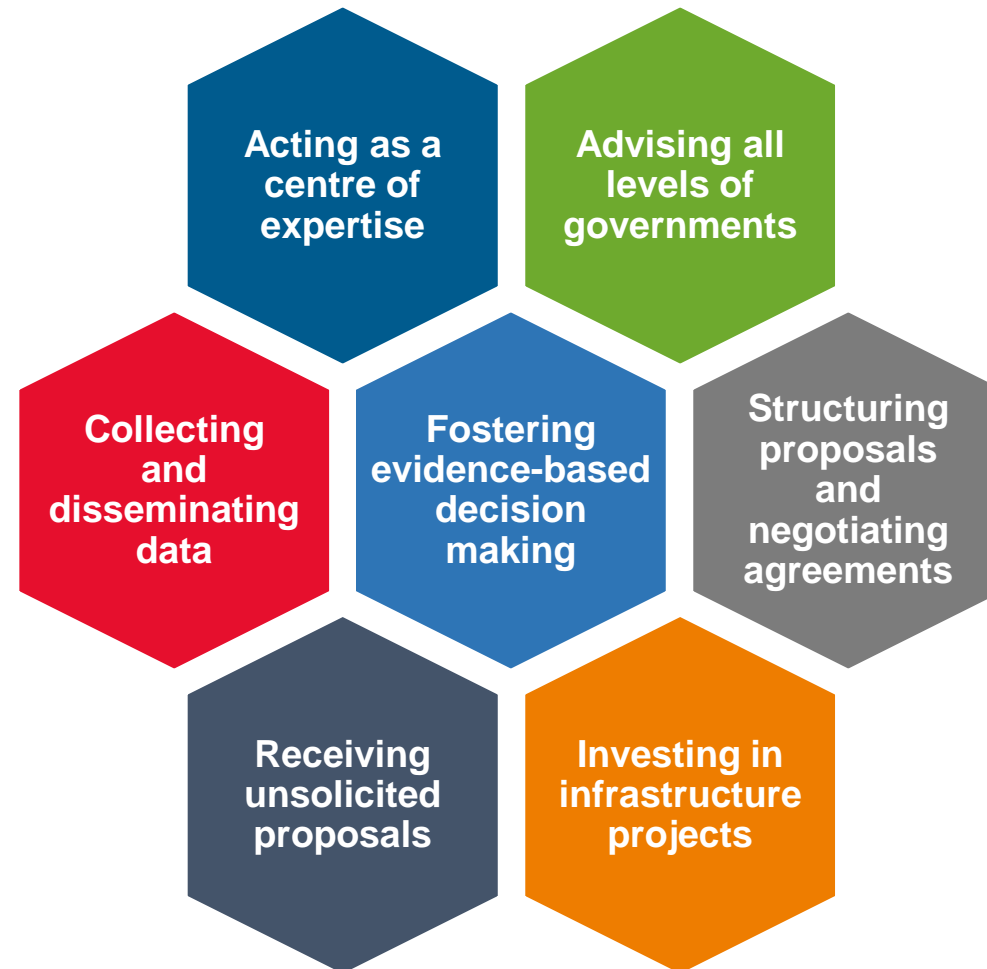 Acting as a
centre of
expertise
Advising all
levels of
governments
Collecting
and
disseminating
data
Fostering
evidence-based
decision
making
Structuring
proposals
and
negotiating
agreements
Receiving
unsolicited
proposals
Investing in
infrastructure
projects